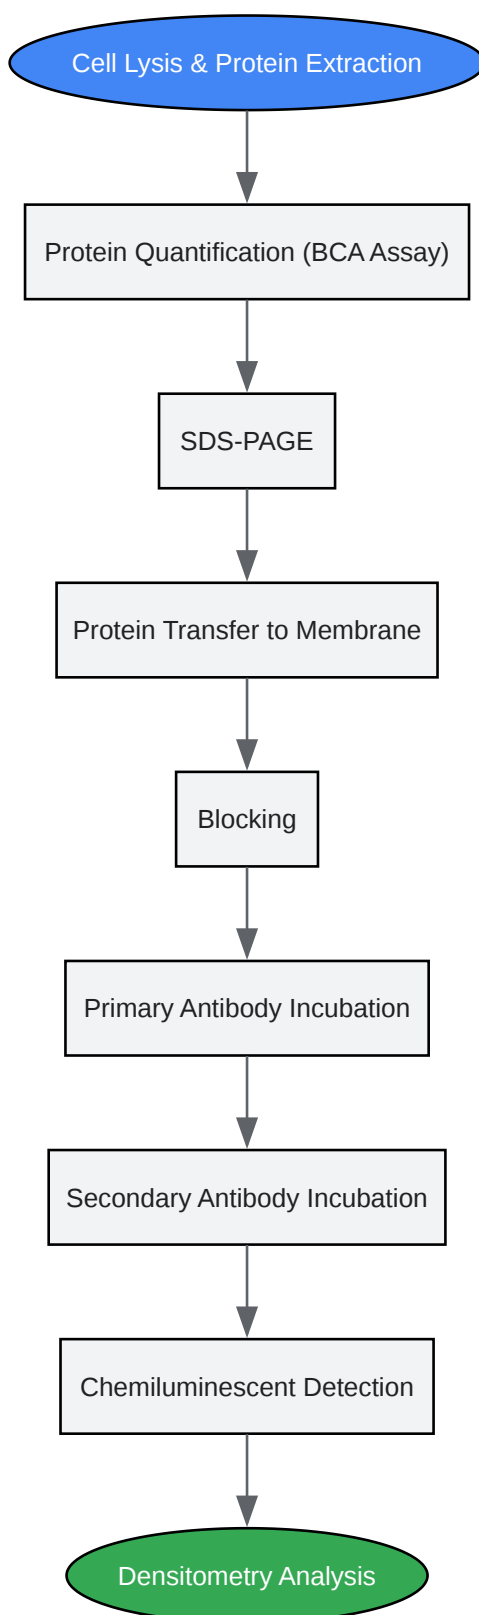 Cell Lysis & Protein Extraction
Protein Quantification (BCA Assay)
SDS-PAGE
Protein Transfer to Membrane
Blocking
Primary Antibody Incubation
Secondary Antibody Incubation
Chemiluminescent Detection
Densitometry Analysis